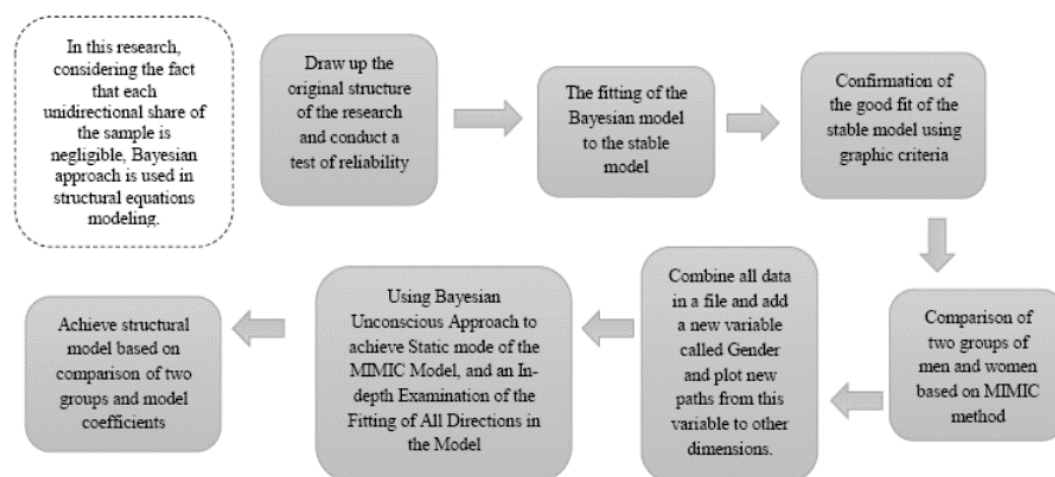 In this research,
considering the fact
that each
unidirectional share of
the sample is
negligible, Bayesian
approach is used in
structural equations
modeling.
Draw up the
original structure
of the research
and conduct a
test of reliability
The fitting of the
Bayesian model
to the stable
model
Confirmation of
the good fit of the
stable model using
graphic criteria
Comparison of
two groups of
men and women
based on MIMIC
method
Combine all data
in a file and add
a new variable
called Gender
and plot new
paths from this
variable to other
dimensions.
Using Bayesian
Unconscious Approach to
achieve Static mode of the
MIMIC Model, and an In-
depth Examination of the
Fitting of All Directions in
the Model
Achieve structural
model based on
comparison of two
groups and model
coefficients